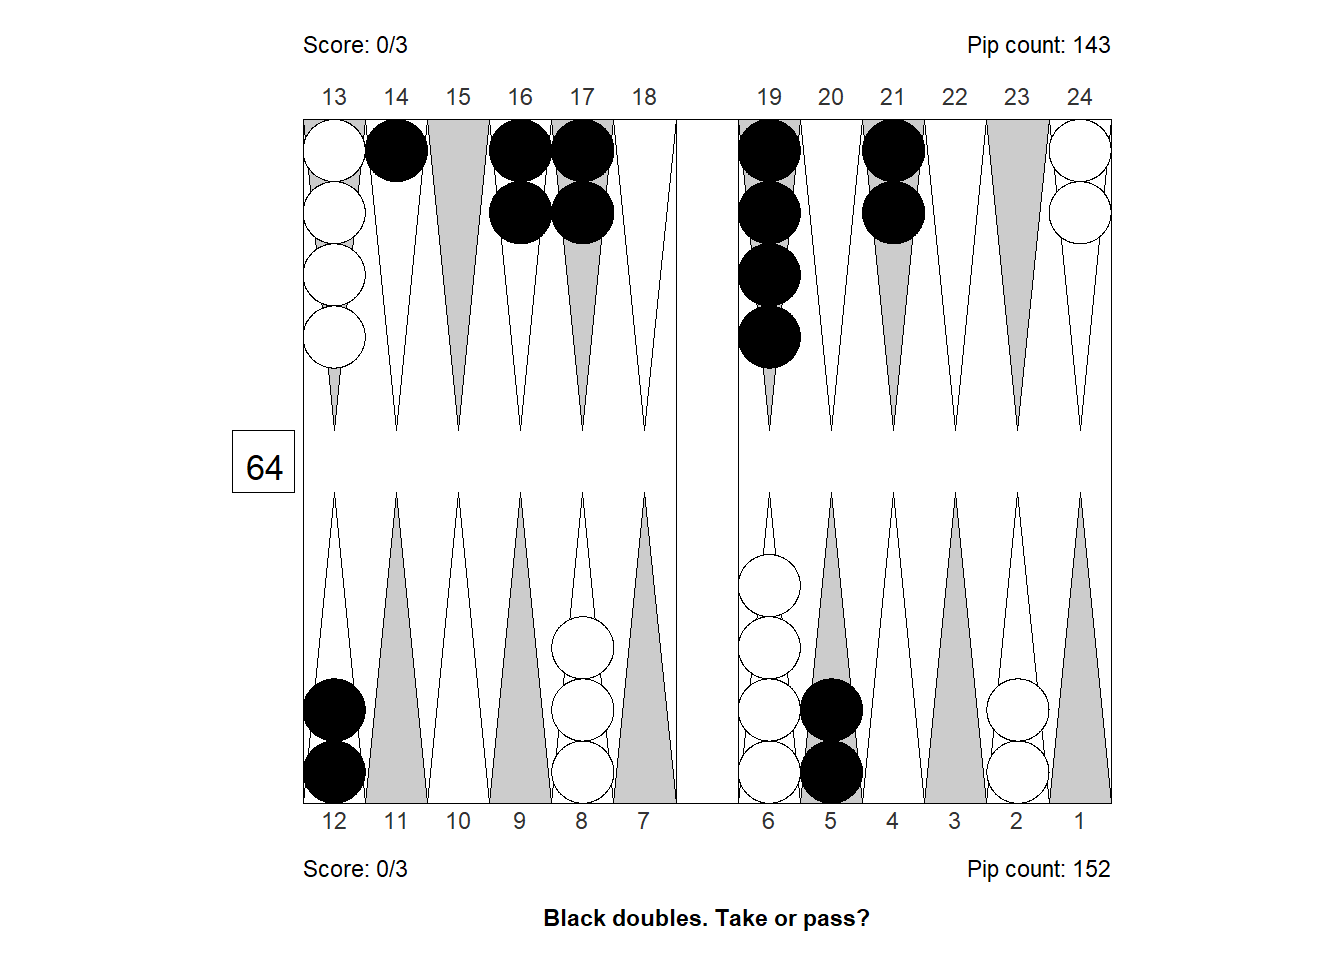 Score: 0/3 Pip count: 143
13 14 15 16 17 18 19 20 21 22 23 24
64
12 11 10 9 8 7 6 5 4 3 2 1
Score: 0/3 Pip count: 152
Black doubles. Take or pass?